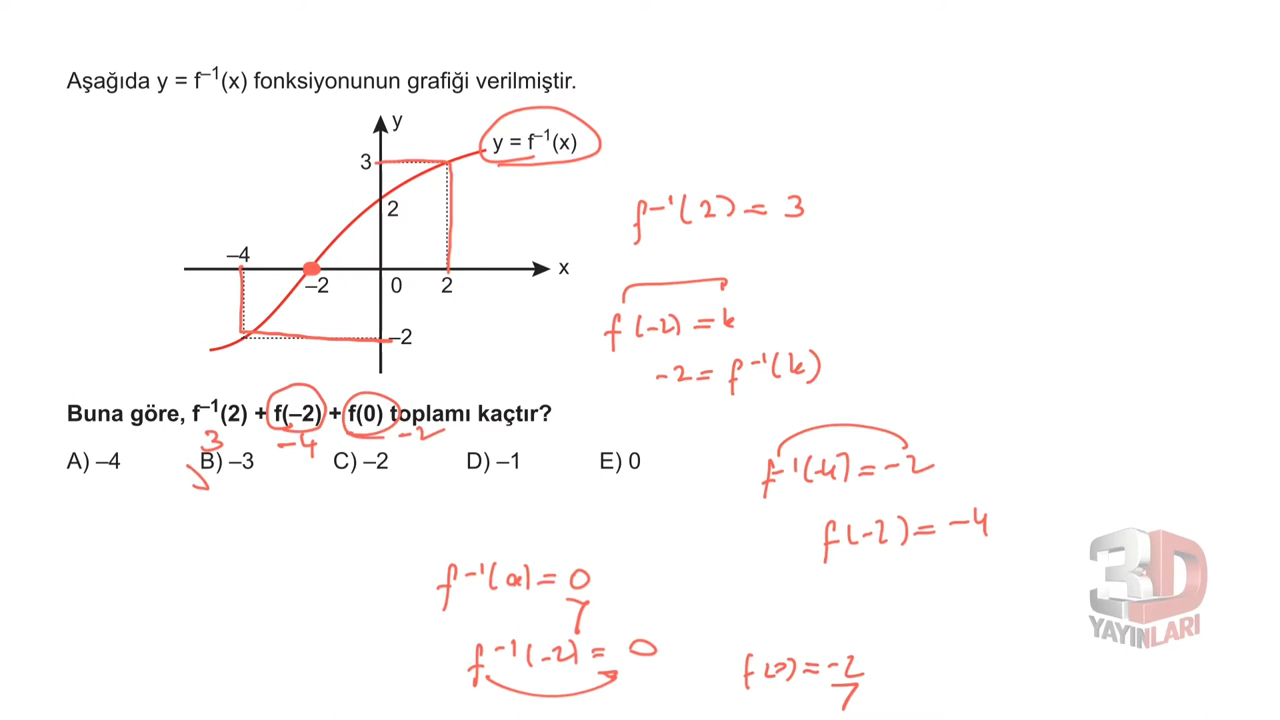 Aşağıda y = f⁻¹(x) fonksiyonunun grafiği verilmiştir.
y
y = f⁻¹(x)
3
2
–4
x
–2
0
2
–2
f⁻¹(2) = 3
f(-2) = k
-2 = f⁻¹(k)
Buna göre, f⁻¹(2) + f(–2) + f(0) toplamı kaçtır?
3 -4 -2
A) –4 B) –3 C) –2 D) –1 E) 0
f⁻¹(-4) = -2
f(-2) = -4
f⁻¹(a) = 0
f⁻¹(-2) = 0
f(0) = -2
3D
YAYINLARI